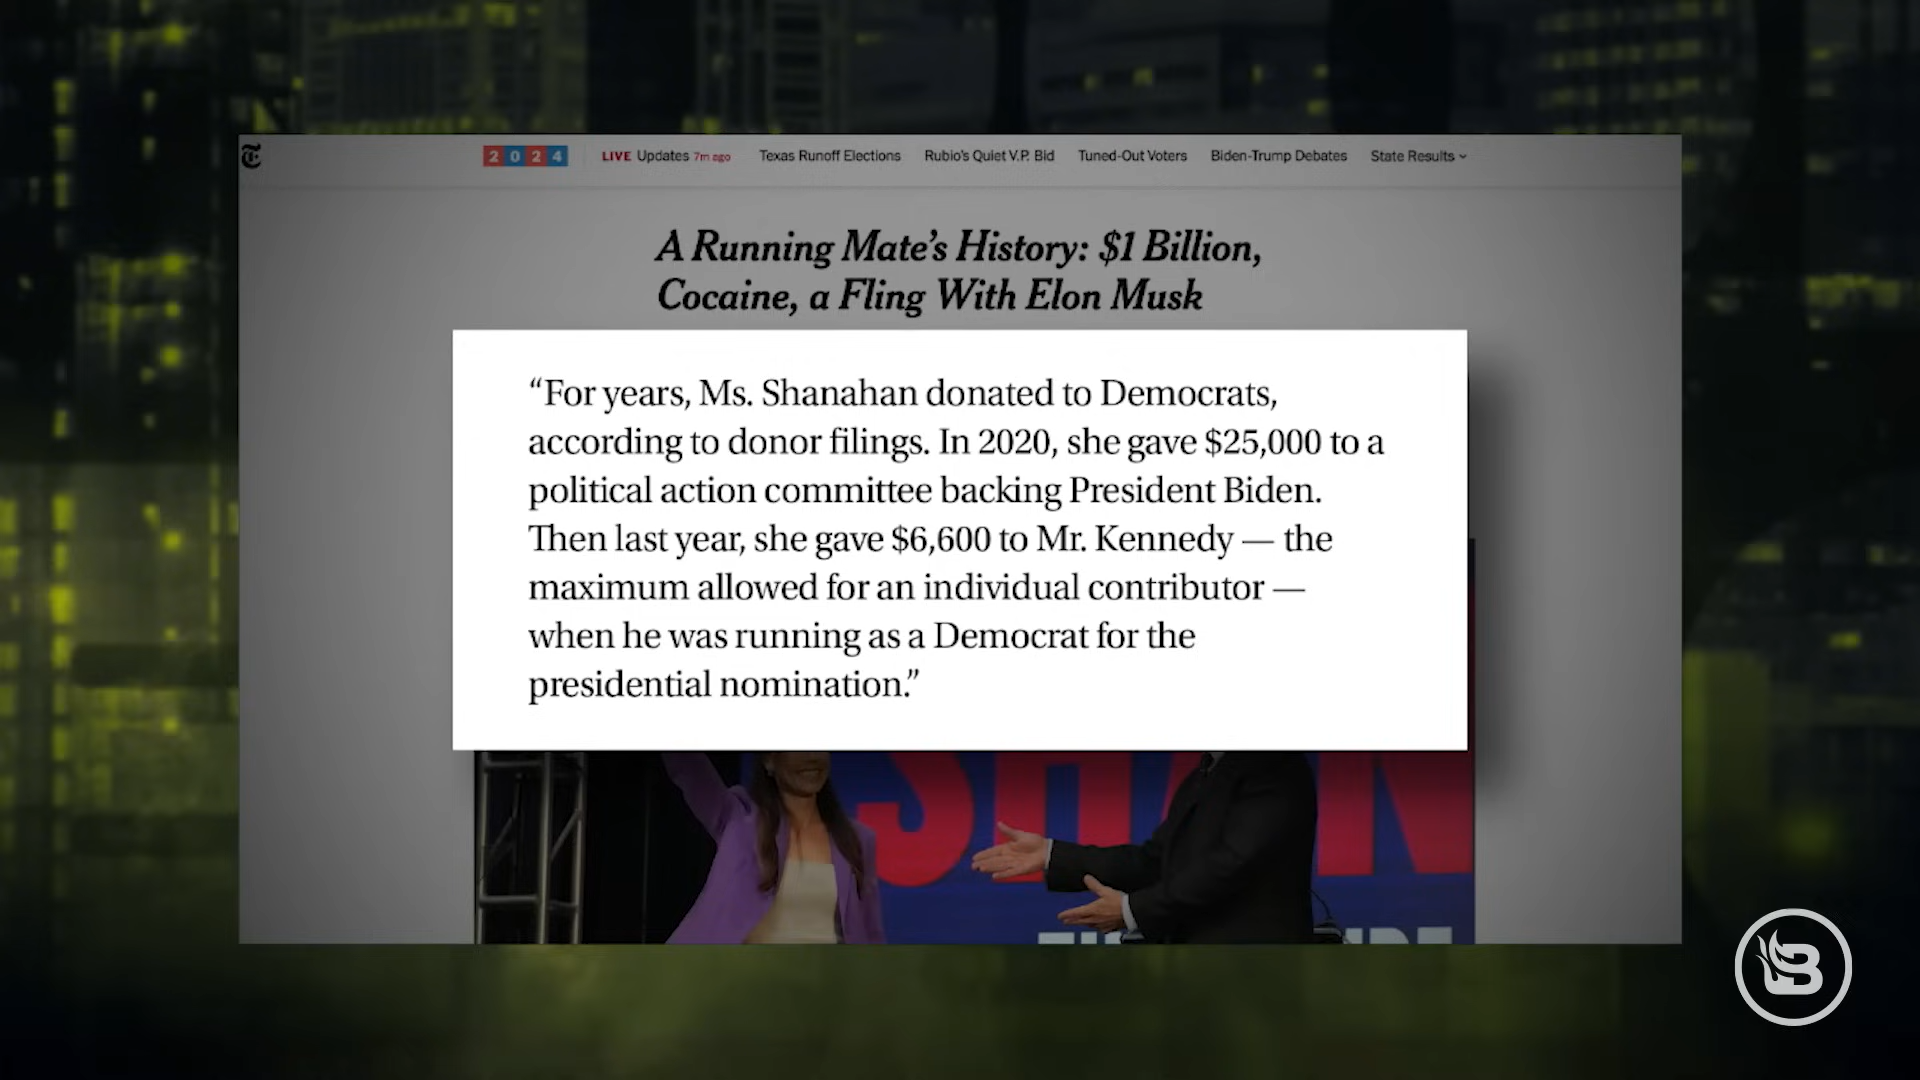 2024 LIVE Updates 7m ago Texas Runoff Elections Rubio's Quiet V.P. Bid Tuned-Out Voters Biden-Trump Debates State Results
A Running Mate's History: $1 Billion,
Cocaine, a Fling With Elon Musk
“For years, Ms. Shanahan donated to Democrats,
according to donor filings. In 2020, she gave $25,000 to a
political action committee backing President Biden.
Then last year, she gave $6,600 to Mr. Kennedy — the
maximum allowed for an individual contributor —
when he was running as a Democrat for the
presidential nomination.”
B